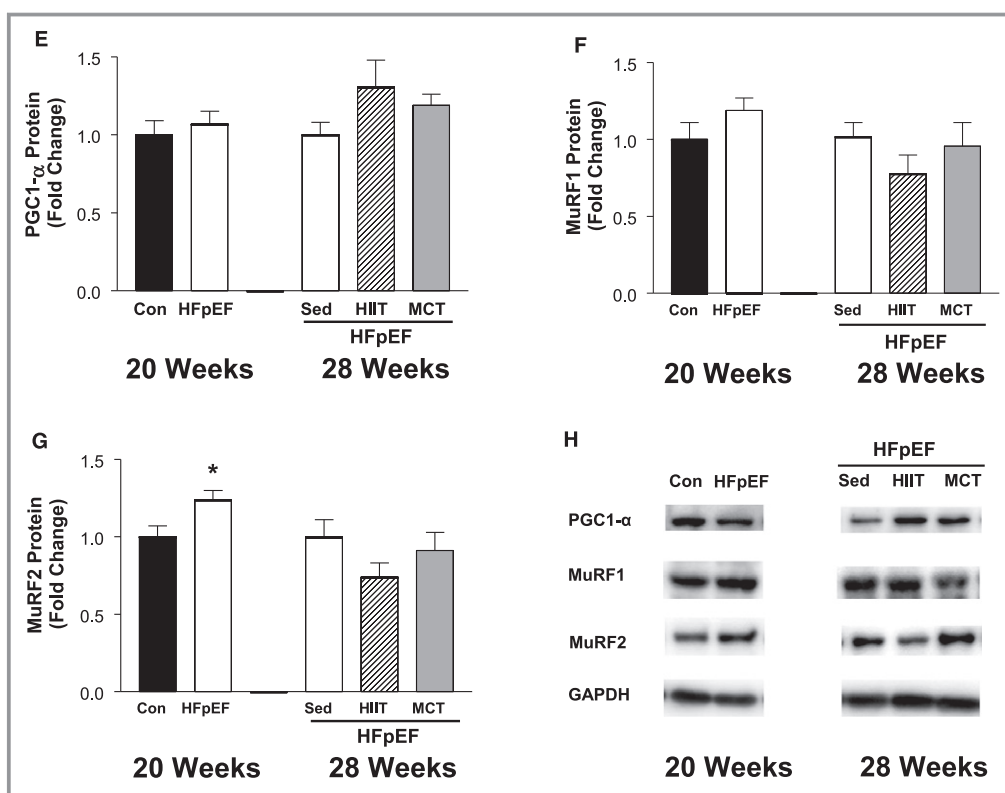 E
PGC1-α Protein
(Fold Change)
1.5
1.0
0.5
0.0
Con HFpEF
Sed HIIT MCT
HFpEF
20 Weeks 28 Weeks
F
MuRF1 Protein
(Fold Change)
1.5
1.0
0.5
0.0
Con HFpEF
Sed HIIT MCT
HFpEF
20 Weeks 28 Weeks
G
MuRF2 Protein
(Fold Change)
1.5
1.0
0.5
0.0
*
Con HFpEF
Sed HIIT MCT
HFpEF
20 Weeks 28 Weeks
H
HFpEF
Con HFpEF Sed HIIT MCT
PGC1-α
MuRF1
MuRF2
GAPDH
20 Weeks 28 Weeks